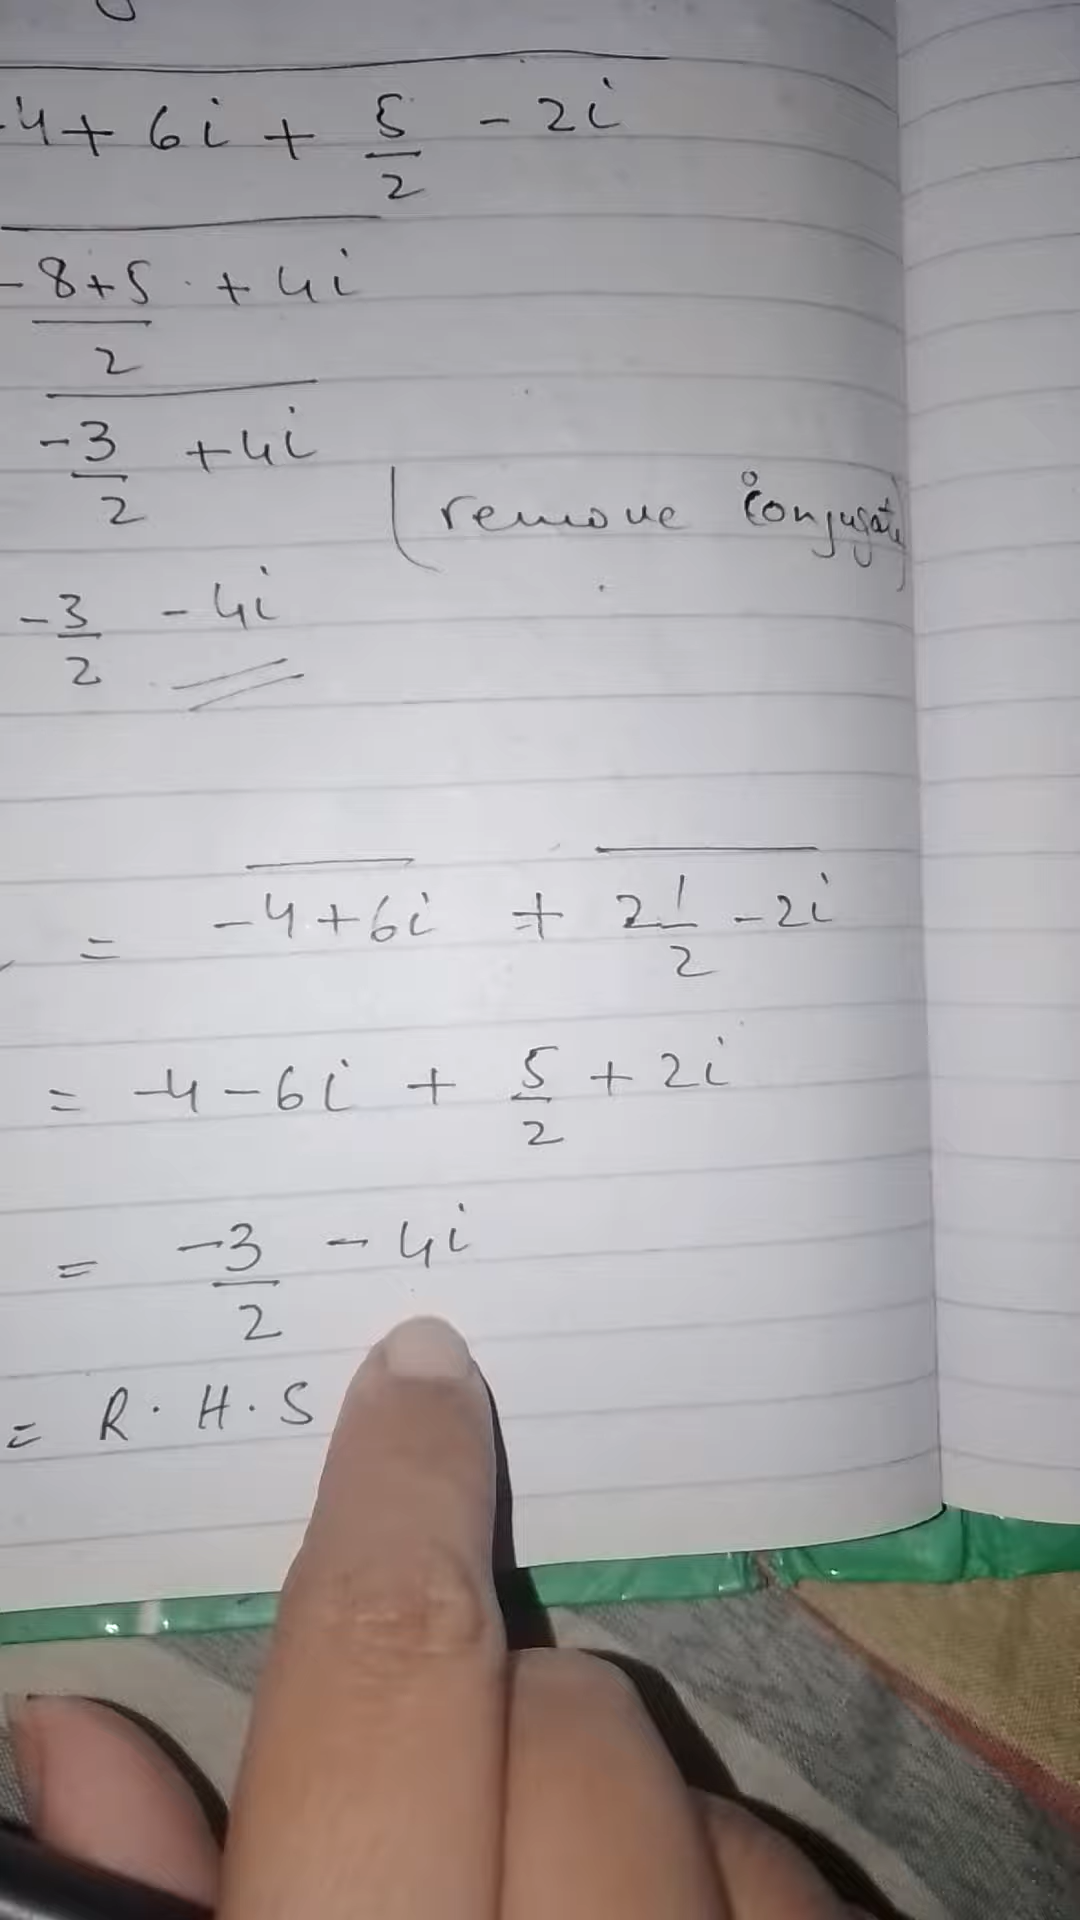 -4 + 6i + 5/2 - 2i
-8+5/2 + 4i
-3/2 + 4i
(remove conjugate)
-3/2 - 4i
= -4+6i + 2 1/2 - 2i
= -4 - 6i + 5/2 + 2i
= -3/2 - 4i
= R.H.S